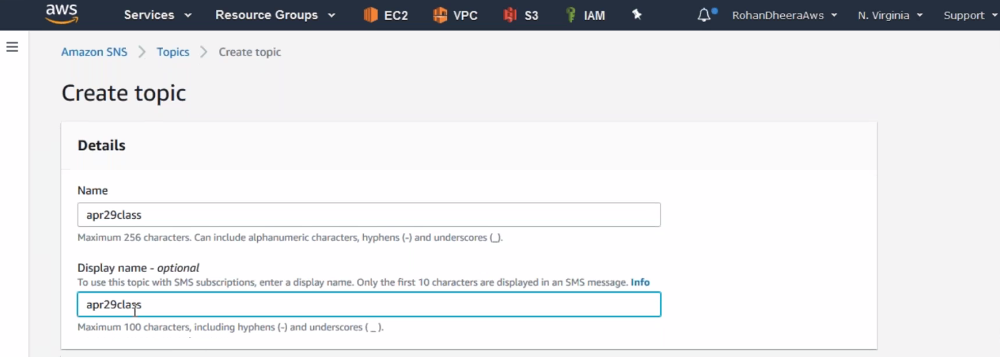 aws Services Resource Groups EC2 VPC S3 IAM RohanDheeraAws N. Virginia Support
Amazon SNS > Topics > Create topic
Create topic
Details
Name
apr29class
Maximum 256 characters. Can include alphanumeric characters, hyphens (-) and underscores (_).
Display name - optional
To use this topic with SMS subscriptions, enter a display name. Only the first 10 characters are displayed in an SMS message. Info
apr29class
Maximum 100 characters, including hyphens (-) and underscores ( _ ).